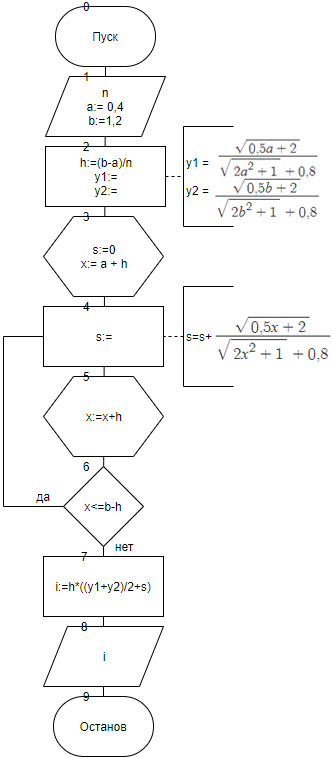 0
Пуск
1
n
a:= 0,4
b:=1,2
2
h:=(b-a)/n
y1:=
y2:=
y1 = √(0,5a + 2) / (√(2a² + 1) + 0,8)
y2 = √(0,5b + 2) / (√(2b² + 1) + 0,8)
3
s:=0
x:= a + h
4
s:=
s=s+ √(0,5x + 2) / (√(2x² + 1) + 0,8)
5
x:=x+h
6
x<=b-h
да
нет
7
i:=h*((y1+y2)/2+s)
8
i
9
Останов